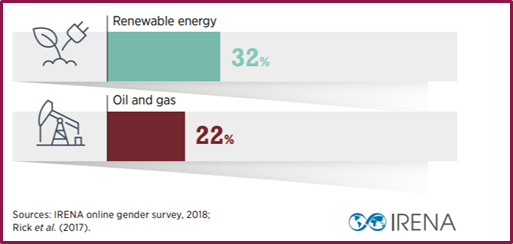 Renewable energy
32%
Oil and gas
22%
Sources: IRENA online gender survey, 2018;
Rick et al. (2017).
IRENA